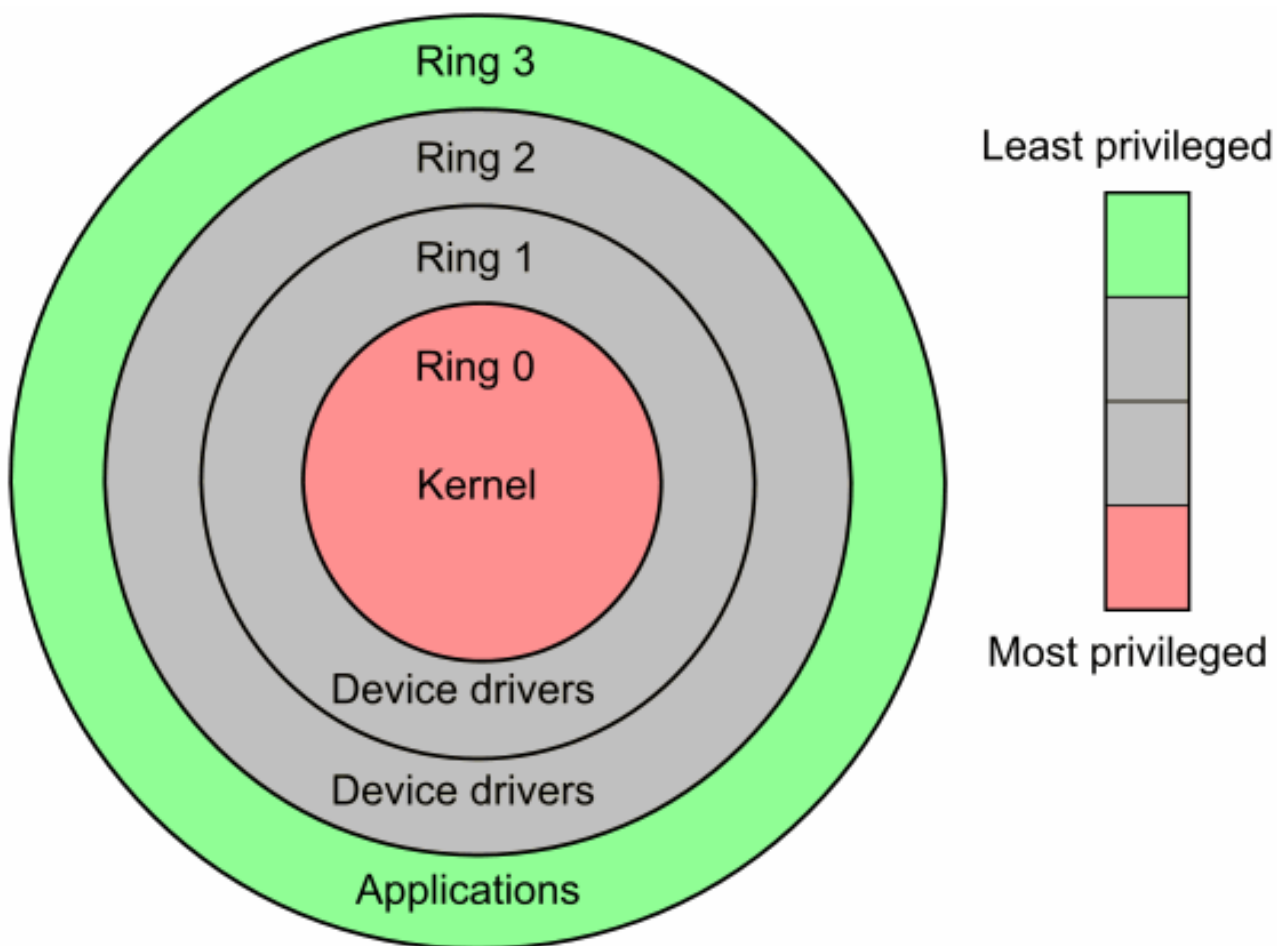 Ring 3
Ring 2
Ring 1
Ring 0
Kernel
Device drivers
Device drivers
Applications
Least privileged
Most privileged